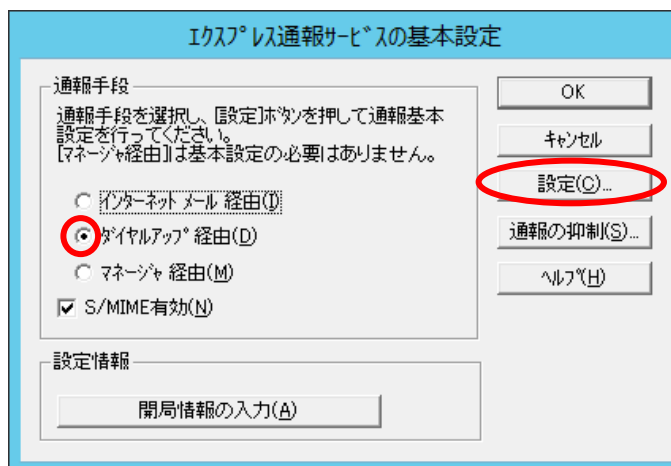 ｴｸｽﾌﾟﾚｽ通報ｻｰﾋﾞｽの基本設定
通報手段
通報手段を選択し、[設定]ﾎﾞﾀﾝを押して通報基本
設定を行ってください。
[ﾏﾈｰｼﾞｬ経由]は基本設定の必要はありません。
ｲﾝﾀｰﾈｯﾄ ﾒｰﾙ 経由(I)
ﾀﾞｲﾔﾙｱｯﾌﾟ 経由(D)
ﾏﾈｰｼﾞｬ 経由(M)
S/MIME有効(N)
設定情報
開局情報の入力(A)
OK
ｷｬﾝｾﾙ
設定(C)...
通報の抑制(S)...
ﾍﾙﾌﾟ(H)